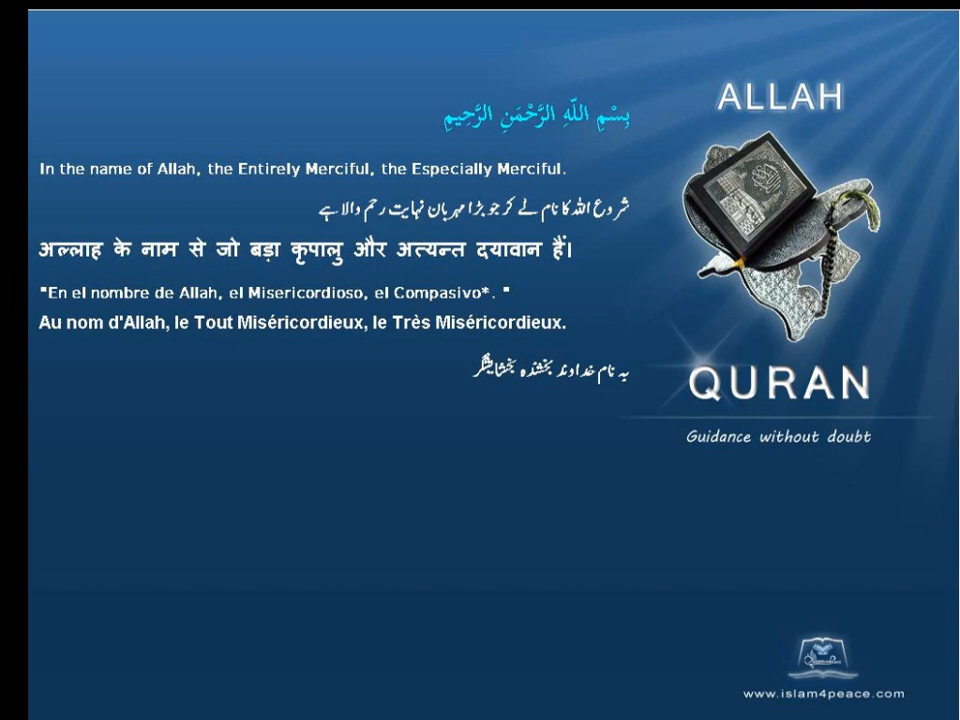 بِسْمِ اللّهِ الرَّحْمَنِ الرَّحِيمِ
In the name of Allah, the Entirely Merciful, the Especially Merciful.
شروع الله کا نام لے کر جو بڑا مہربان نہایت رحم والا ہے
अल्लाह के नाम से जो बड़ा कृपालु और अत्यन्त दयावान हैं।
"En el nombre de Allah, el Misericordioso, el Compasivo*. "
Au nom d'Allah, le Tout Miséricordieux, le Très Miséricordieux.
به نام خداوند بخشنده بخشایشگر
ALLAH
QURAN
Guidance without doubt
www.islam4peace.com